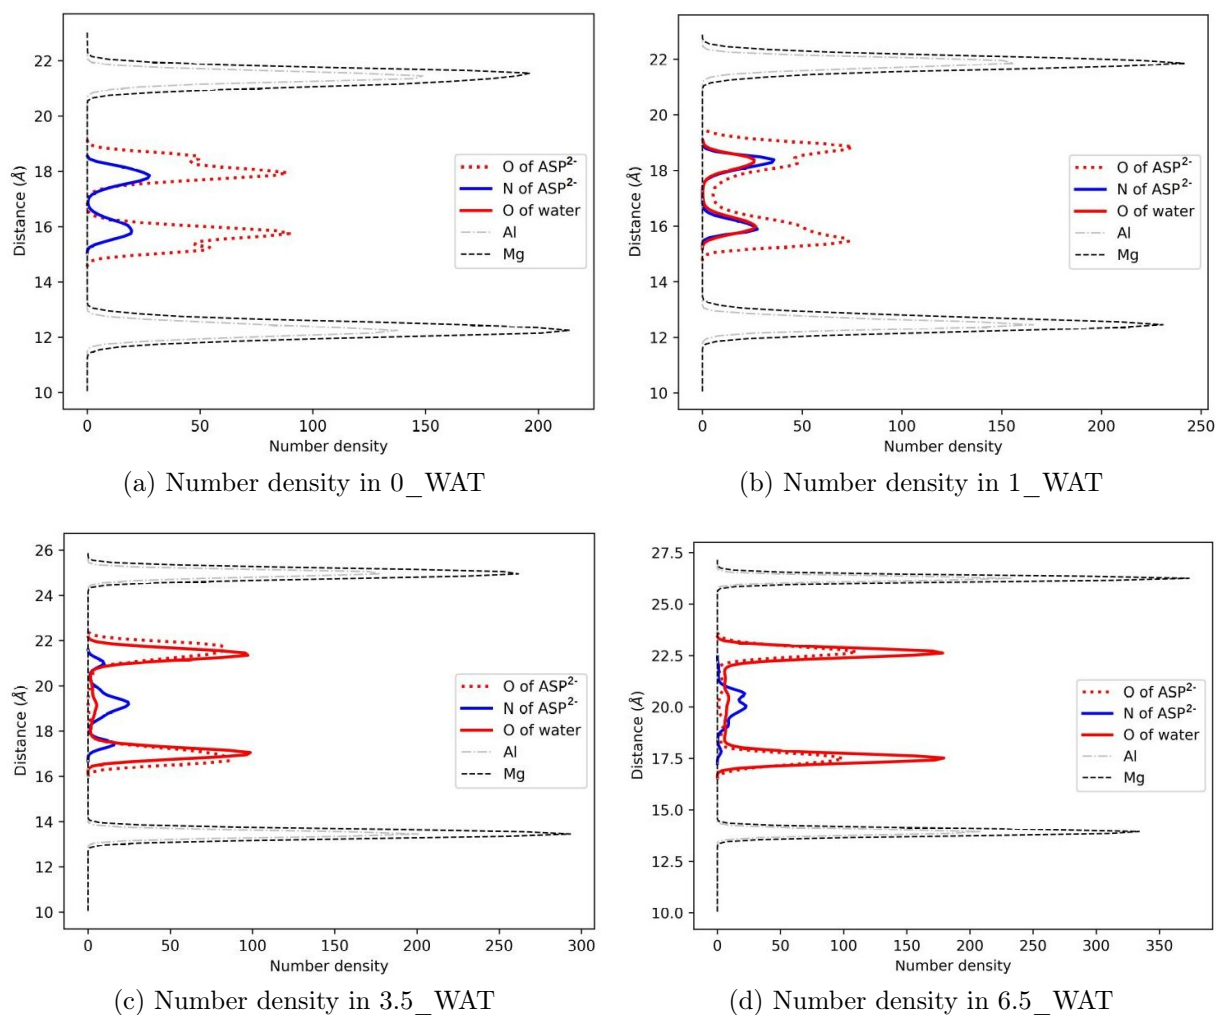 22
20
18
16
14
12
10
Distance (Å)
0 50 100 150 200
Number density
O of ASP²⁻
N of ASP²⁻
O of water
Al
Mg
(a) Number density in 0_WAT
22
20
18
16
14
12
10
Distance (Å)
0 50 100 150 200 250
Number density
O of ASP²⁻
N of ASP²⁻
O of water
Al
Mg
(b) Number density in 1_WAT
26
24
22
20
18
16
14
12
10
Distance (Å)
0 50 100 150 200 250 300
Number density
O of ASP²⁻
N of ASP²⁻
O of water
Al
Mg
(c) Number density in 3.5_WAT
27.5
25.0
22.5
20.0
17.5
15.0
12.5
10.0
Distance (Å)
0 50 100 150 200 250 300 350
Number density
O of ASP²⁻
N of ASP²⁻
O of water
Al
Mg
(d) Number density in 6.5_WAT